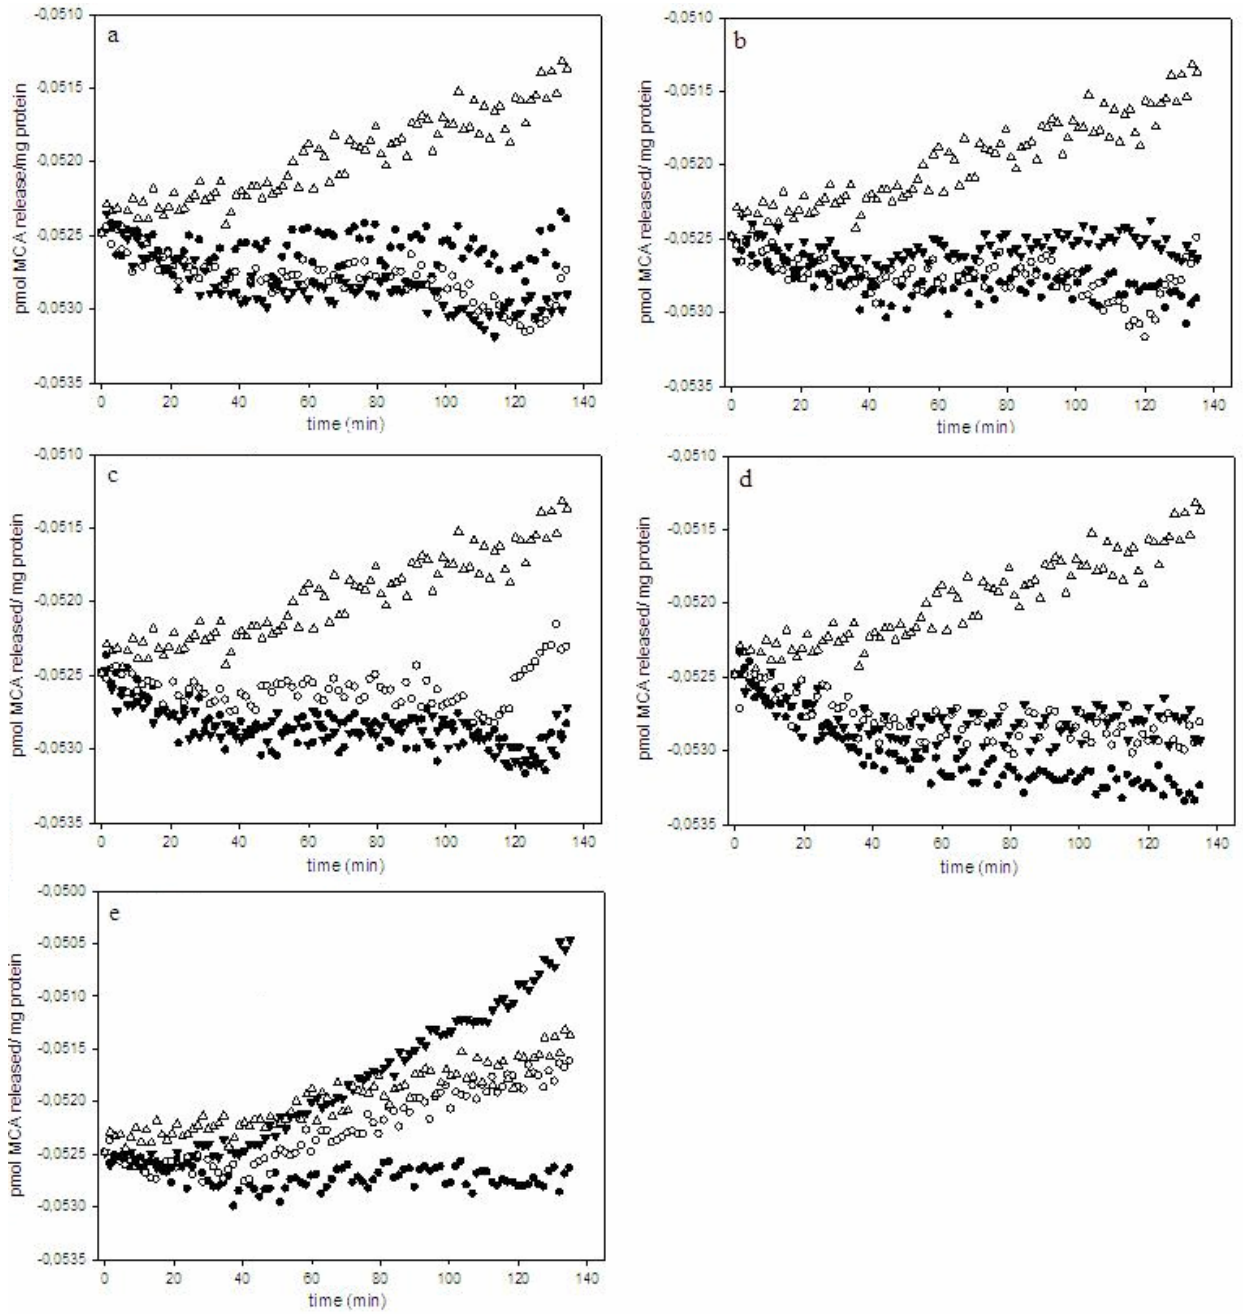 a
-0,0510
-0,0515
-0,0520
-0,0525
-0,0530
-0,0535
pmol MCA release/mg protein
0 20 40 60 80 100 120 140
time (min)
b
-0,0510
-0,0515
-0,0520
-0,0525
-0,0530
-0,0535
pmol MCA released/ mg protein
0 20 40 60 80 100 120 140
time (min)
c
-0,0510
-0,0515
-0,0520
-0,0525
-0,0530
-0,0535
pmol MCA released/ mg protein
0 20 40 60 80 100 120 140
time (min)
d
-0,0510
-0,0515
-0,0520
-0,0525
-0,0530
-0,0535
pmol MCA released/ mg protein
0 20 40 60 80 100 120 140
time (min)
e
-0,0500
-0,0505
-0,0510
-0,0515
-0,0520
-0,0525
-0,0530
-0,0535
pmol MCA released/ mg protein
0 20 40 60 80 100 120 140
time (min)